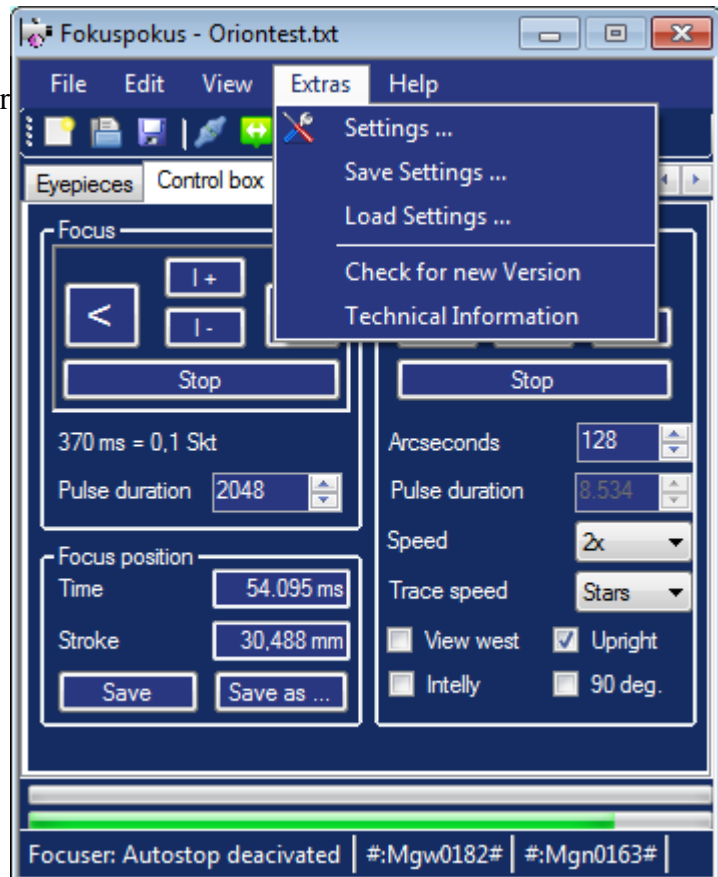 Fokuspokus - Oriontest.txt
r
File Edit View Extras Help
Settings ...
Save Settings ...
Load Settings ...
Check for new Version
Technical Information
Eyepieces Control box
Focus
I +
<
I -
Stop
370 ms = 0,1 Skt
Pulse duration 2048
Focus position
Time 54.095 ms
Stroke 30,488 mm
Save Save as ...
Stop
Arcseconds 128
Pulse duration 8.534
Speed 2x
Trace speed Stars
View west Upright
Intelly 90 deg.
Focuser: Autostop deacivated #:Mgw0182# #:Mgn0163#